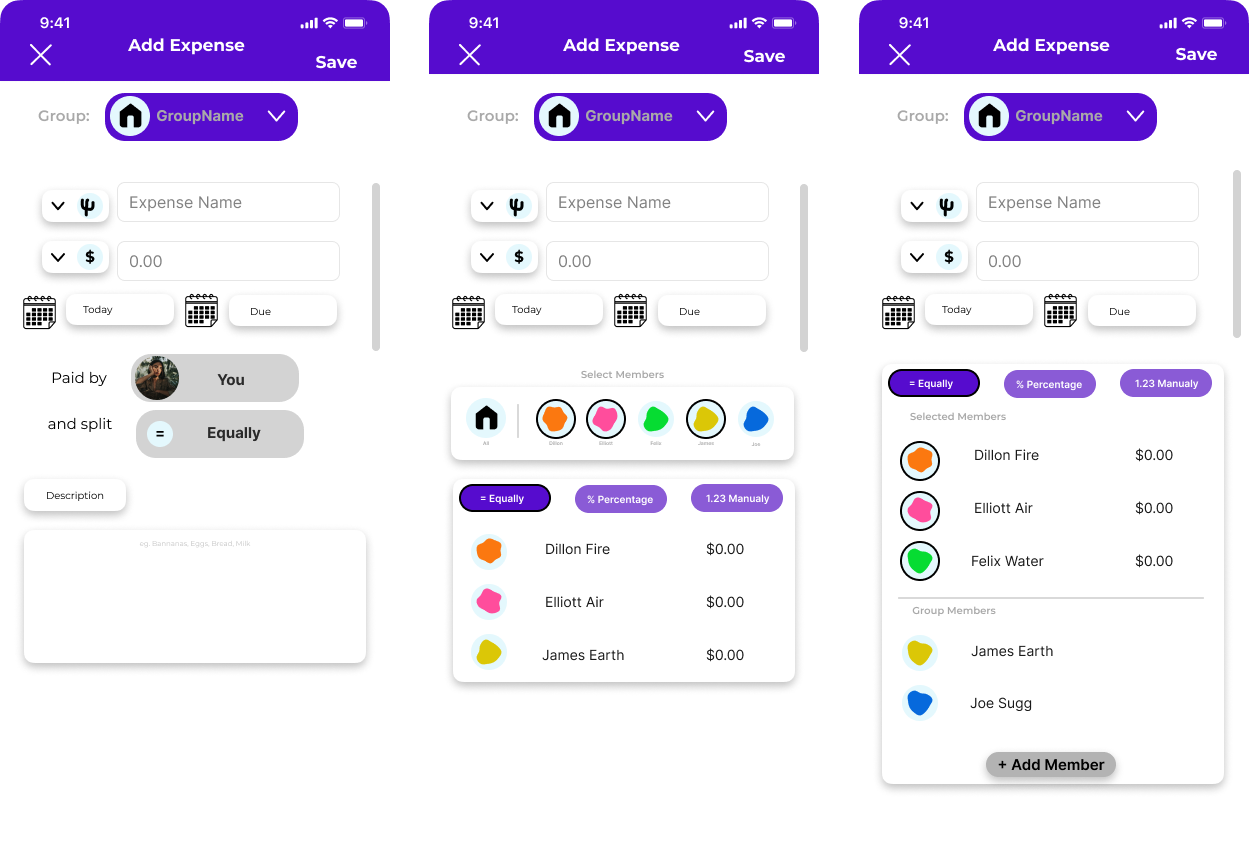 9:41
Add Expense
Save
Group:
GroupName
Expense Name
$
0.00
Today
Due
Paid by
You
and split
=
Equally
Description
eg. Bannanas, Eggs, Bread, Milk
9:41
Add Expense
Save
Group:
GroupName
Expense Name
$
0.00
Today
Due
Select Members
All
Dillon
Elliott
Felix
James
Joe
= Equally
% Percentage
1.23 Manualy
Dillon Fire
$0.00
Elliott Air
$0.00
James Earth
$0.00
9:41
Add Expense
Save
Group:
GroupName
Expense Name
$
0.00
Today
Due
= Equally
% Percentage
1.23 Manualy
Selected Members
Dillon Fire
$0.00
Elliott Air
$0.00
Felix Water
$0.00
Group Members
James Earth
Joe Sugg
+ Add Member